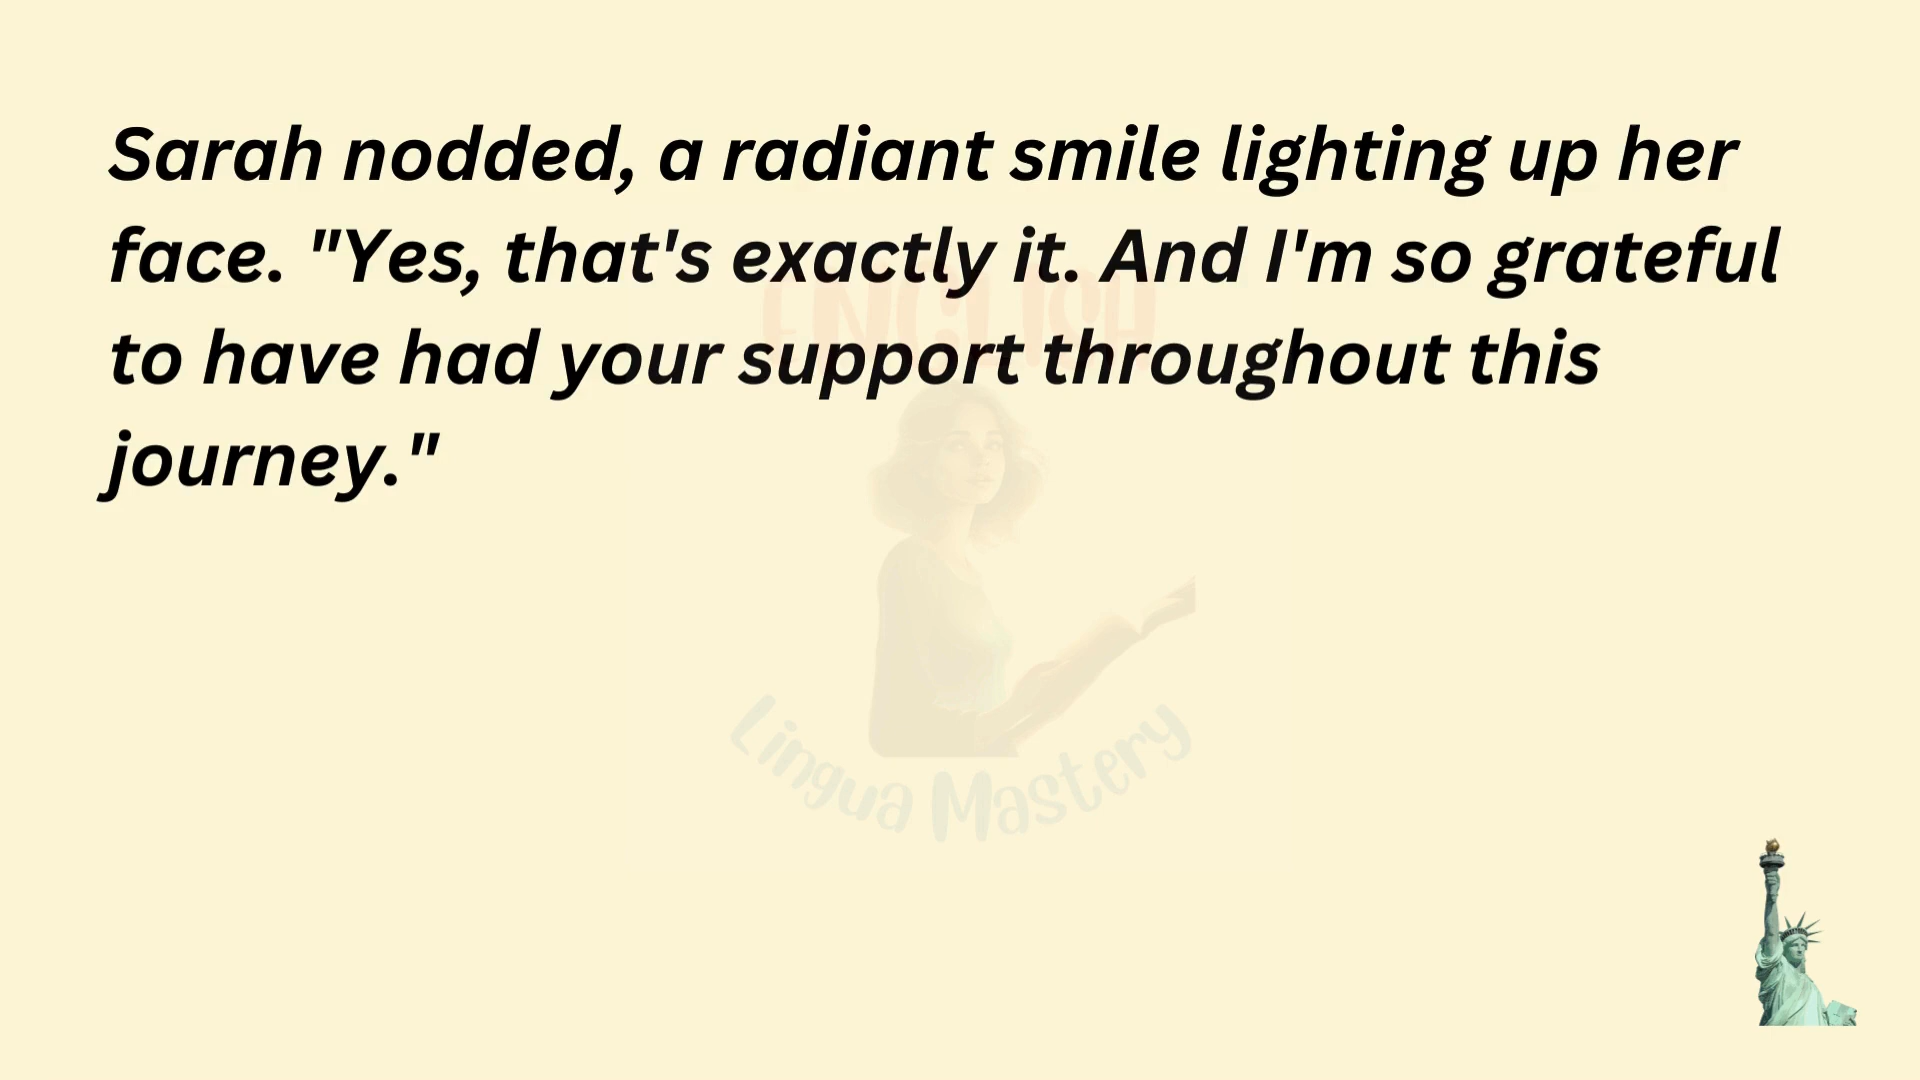 Sarah nodded, a radiant smile lighting up her
face. "Yes, that's exactly it. And I'm so grateful
to have had your support throughout this
journey."
ENGLISH
Lingua Mastery